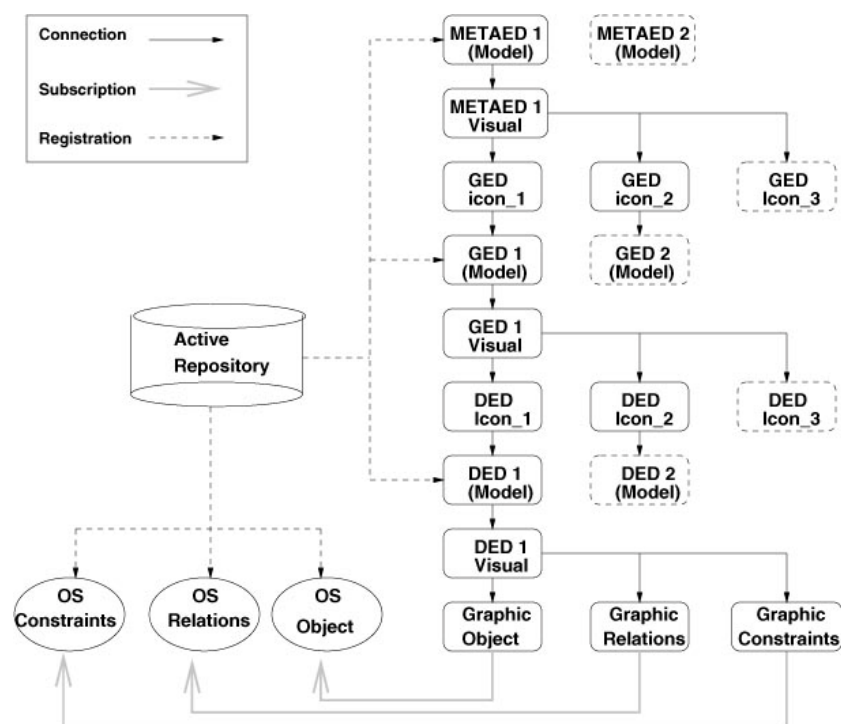 Connection
Subscription
Registration
METAED 1
(Model)
METAED 2
(Model)
METAED 1
Visual
GED
icon_1
GED
icon_2
GED
Icon_3
GED 1
(Model)
GED 2
(Model)
GED 1
Visual
Active
Repository
DED
Icon_1
DED
Icon_2
DED
Icon_3
DED 1
(Model)
DED 2
(Model)
DED 1
Visual
OS
Constraints
OS
Relations
OS
Object
Graphic
Object
Graphic
Relations
Graphic
Constraints